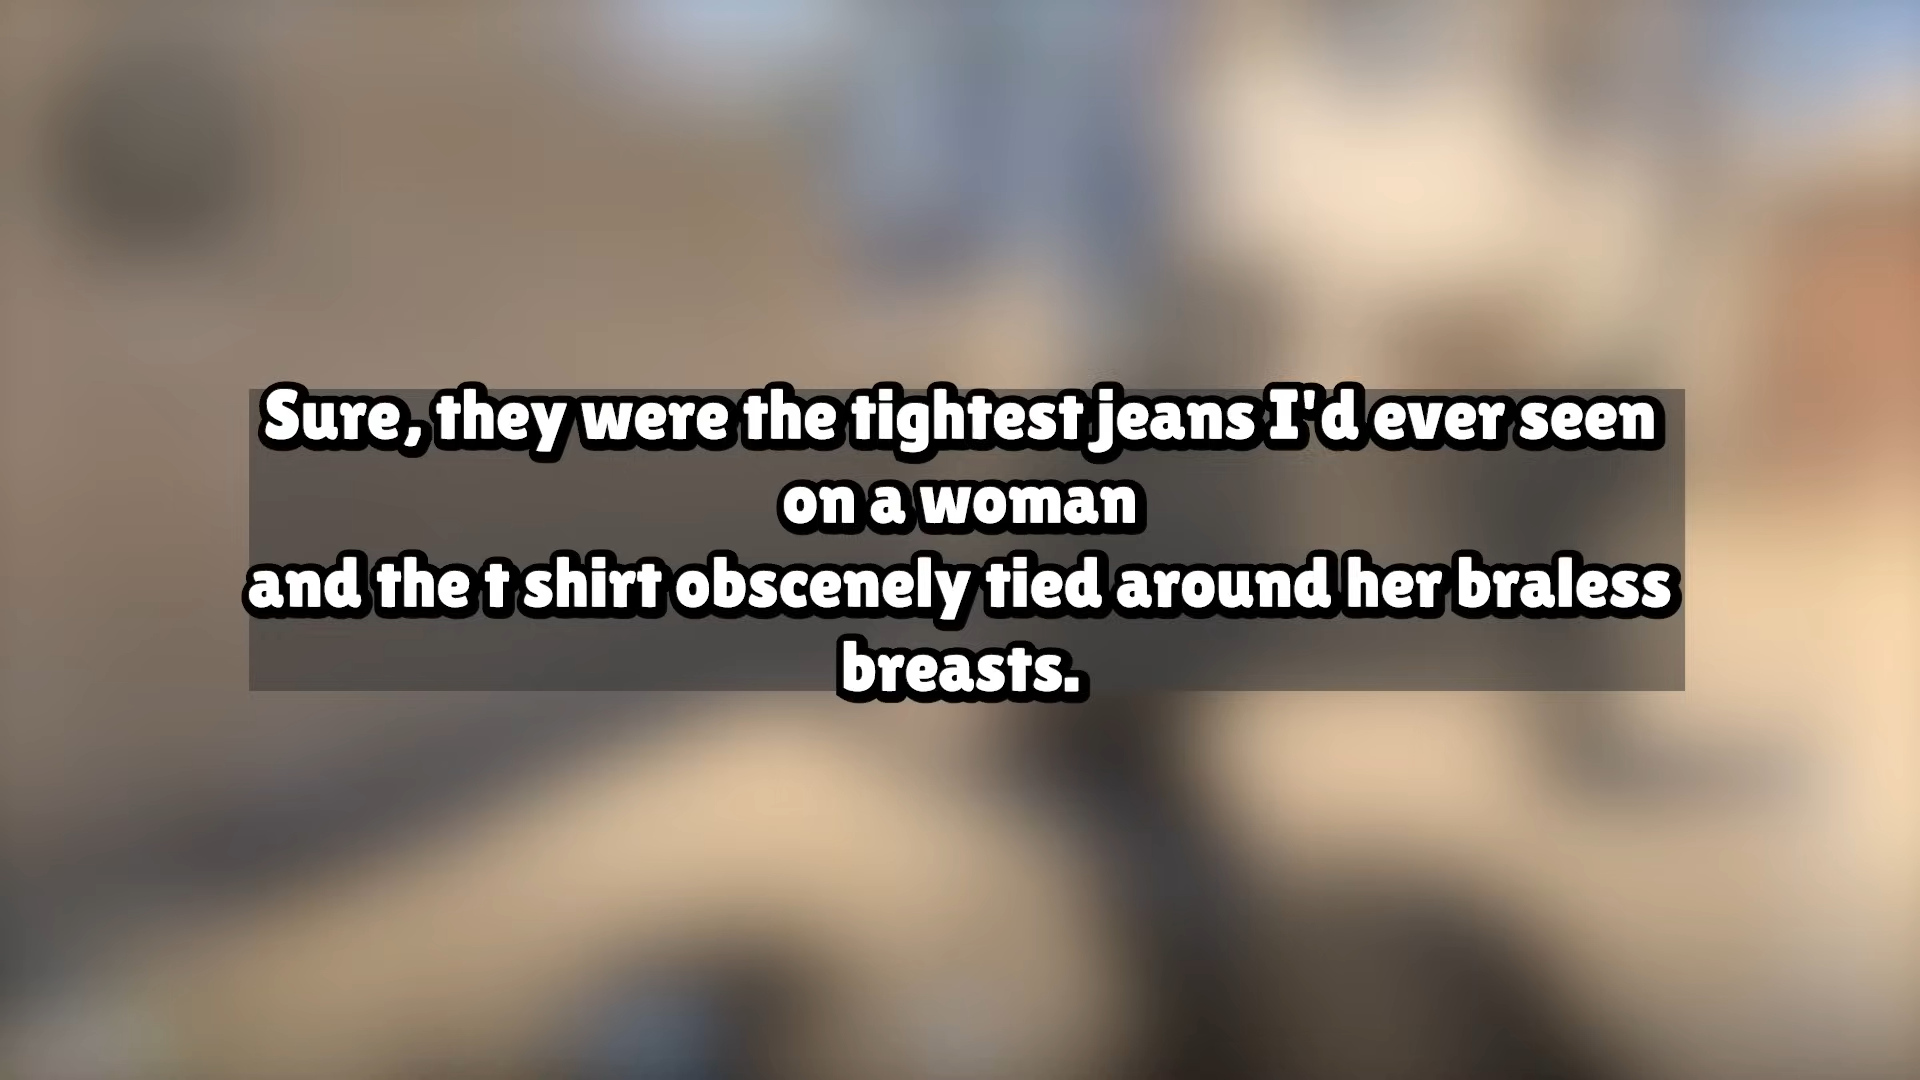 Sure, they were the tightest jeans I'd ever seen
on a woman
and the t shirt obscenely tied around her braless
breasts.